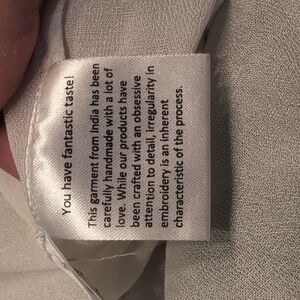 You have fantastic taste!
This garment from India has been
carefully handmade with a lot of
love. While our products have
been crafted with an obsessive
attention to detail, irregularity in
embroidery is an inherent
characteristic of the process.